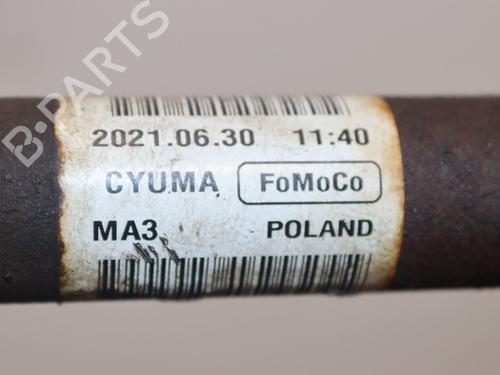 2021.06.30 11:40
CYUMA FoMoCo
MA3 POLAND
B-PARTS